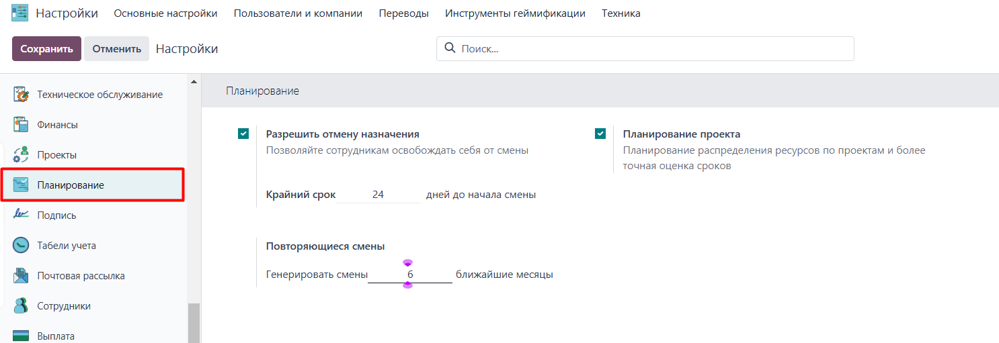 Настройки Основные настройки Пользователи и компании Переводы Инструменты геймификации Техника
Сохранить Отменить Настройки Поиск...
Техническое обслуживание
Финансы
Проекты
Планирование
Подпись
Табели учета
Почтовая рассылка
Сотрудники
Выплата
Планирование
Разрешить отмену назначения
Позволяйте сотрудникам освобождать себя от смены
Крайний срок 24 дней до начала смены
Повторяющиеся смены
Генерировать смены 6 ближайшие месяцы
Планирование проекта
Планирование распределения ресурсов по проектам и более
точная оценка сроков